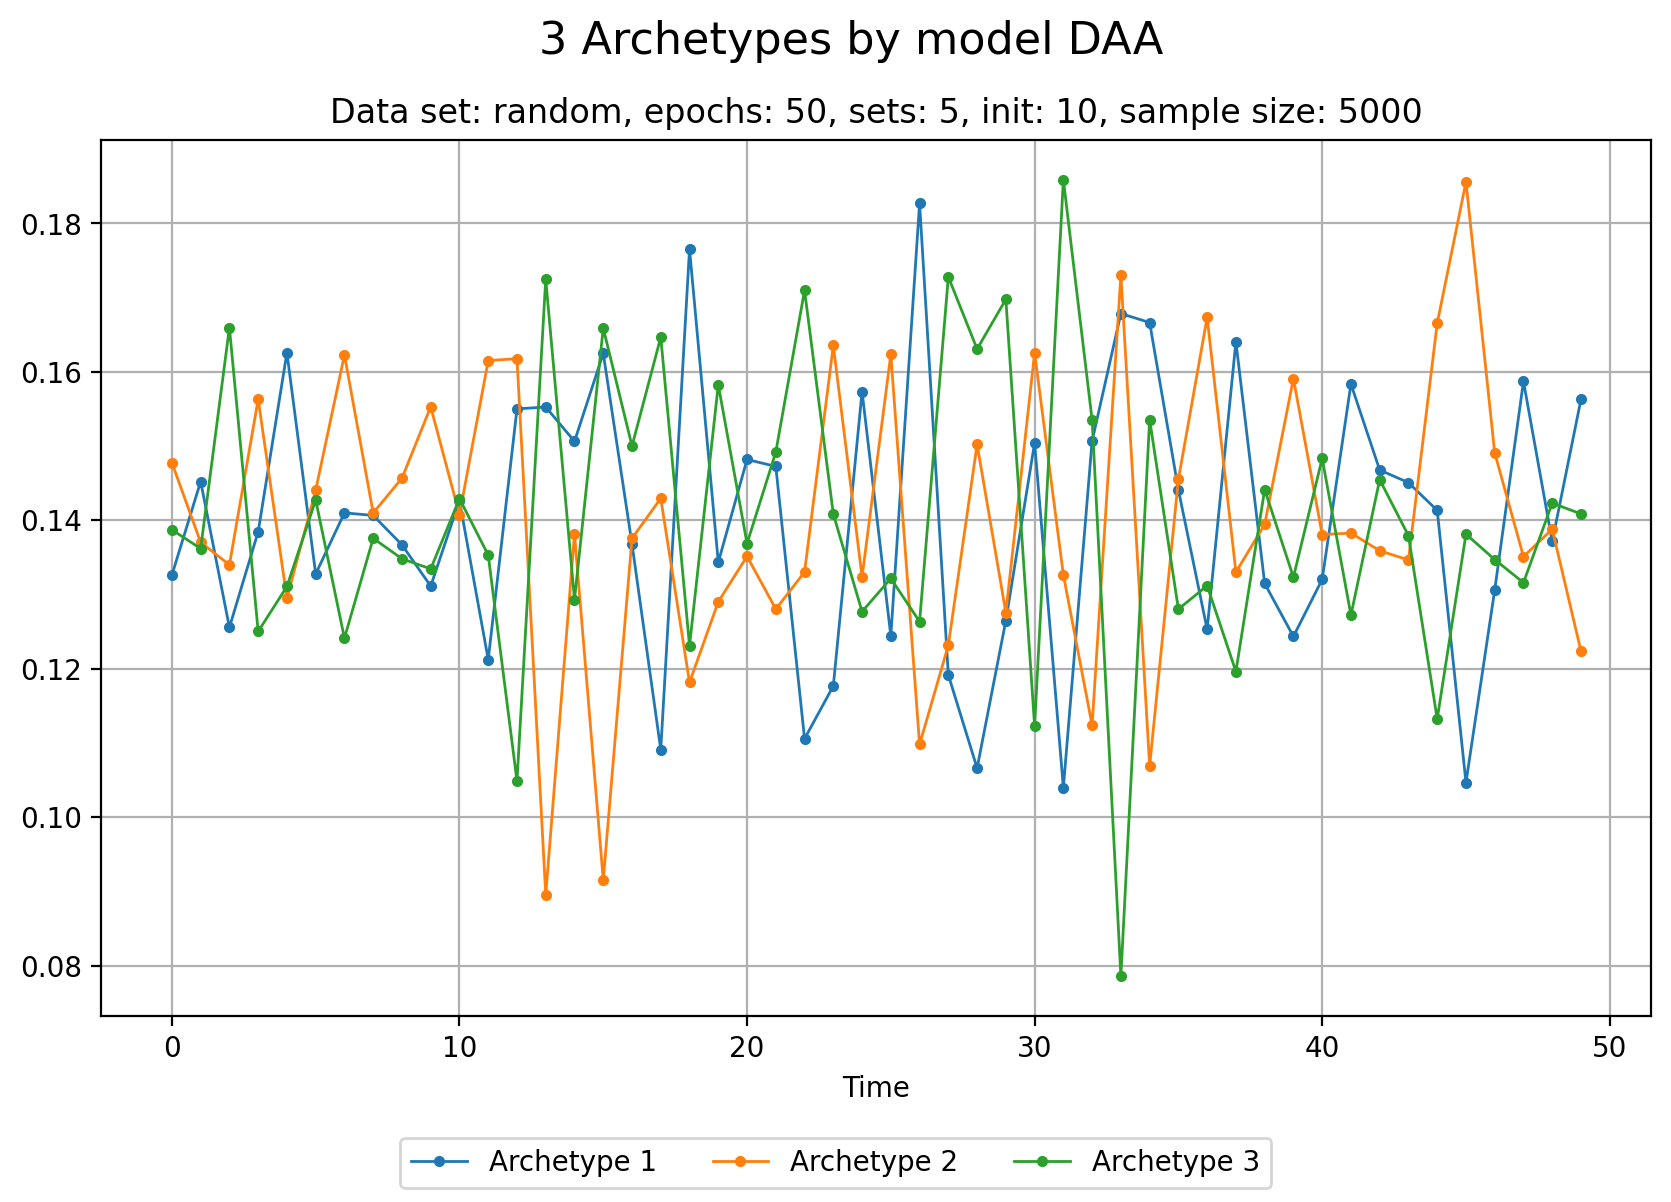 3 Archetypes by model DAA
Data set: random, epochs: 50, sets: 5, init: 10, sample size: 5000
0.18
0.16
0.14
0.12
0.10
0.08
0 10 20 30 40 50
Time
Archetype 1 Archetype 2 Archetype 3